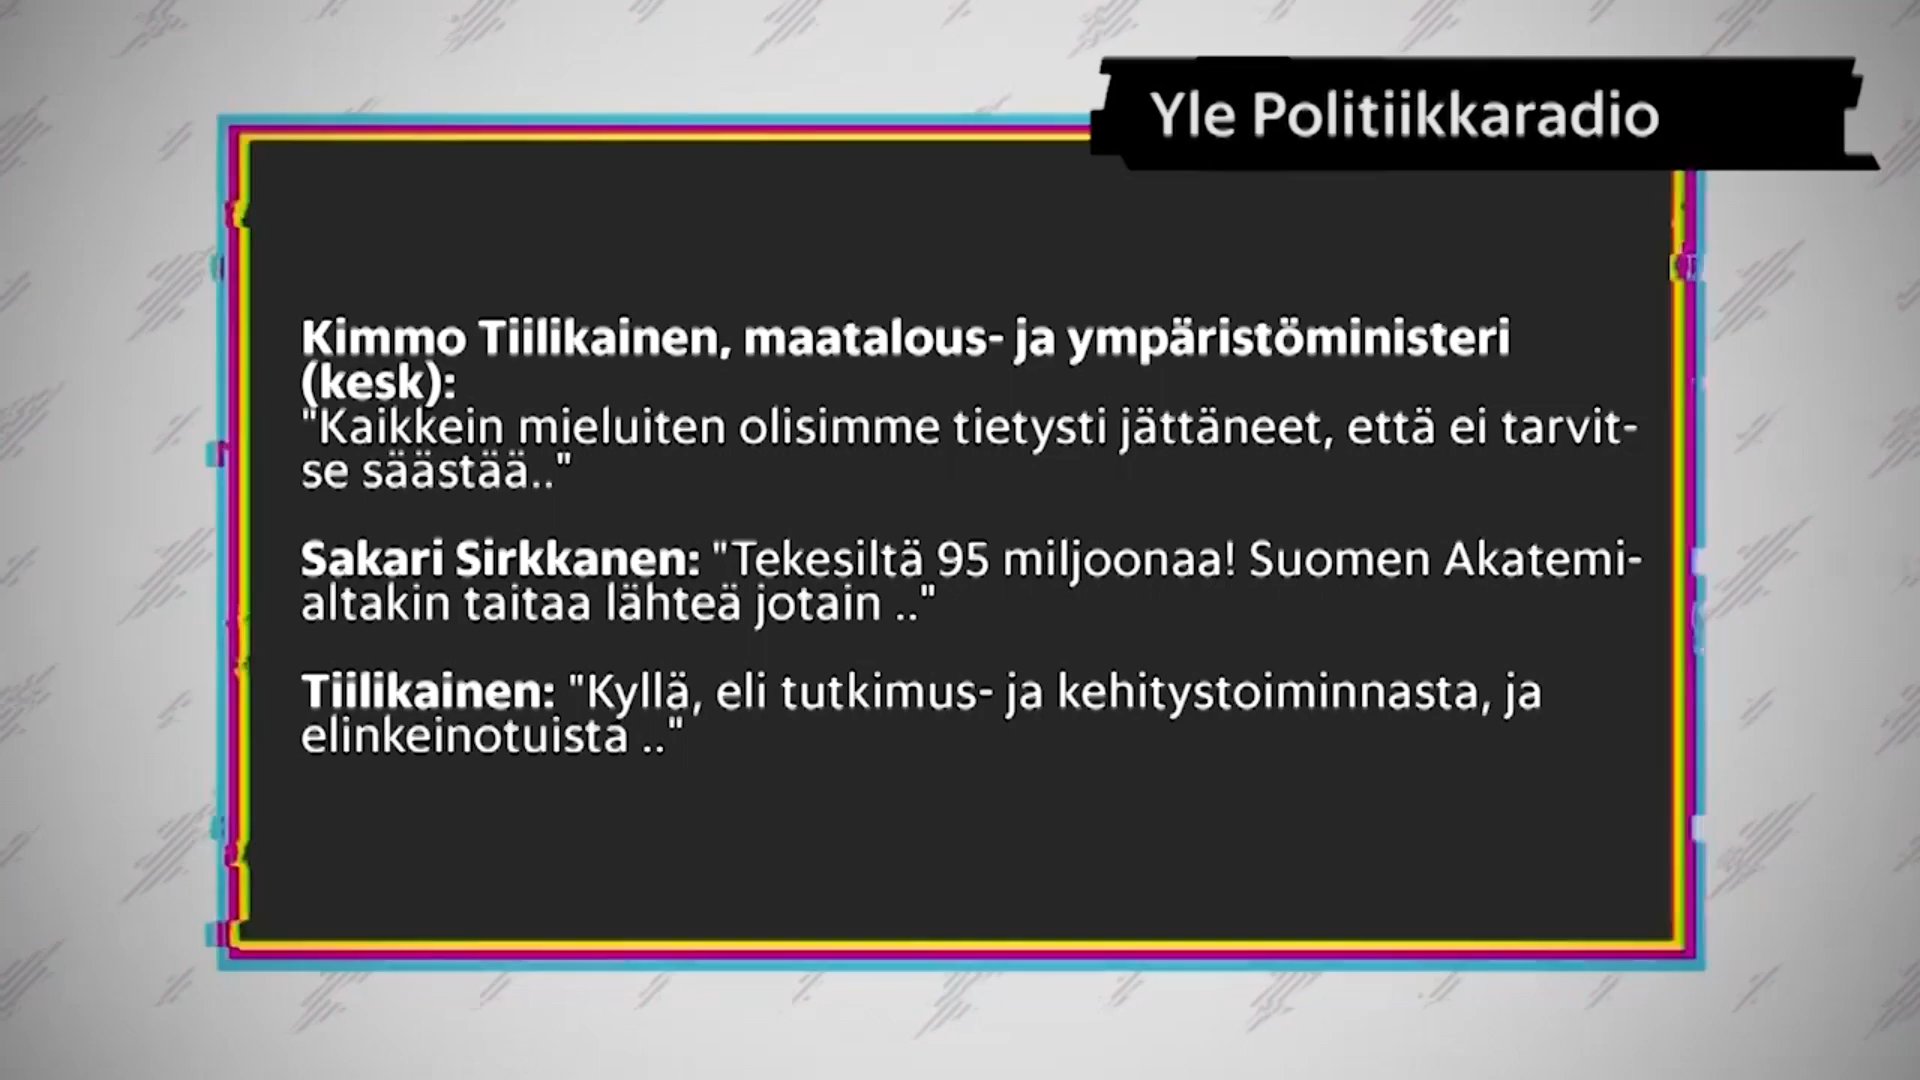 Yle Politiikkaradio
Kimmo Tiilikainen, maatalous- ja ympäristöministeri
(kesk):
"Kaikkein mieluiten olisimme tietysti jättäneet, että ei tarvit-
se säästää.."
Sakari Sirkkanen: "Tekesiltä 95 miljoonaa! Suomen Akatemi-
altakin taitaa lähteä jotain .."
Tiilikainen: "Kyllä, eli tutkimus- ja kehitystoiminnasta, ja
elinkeinotuista .."